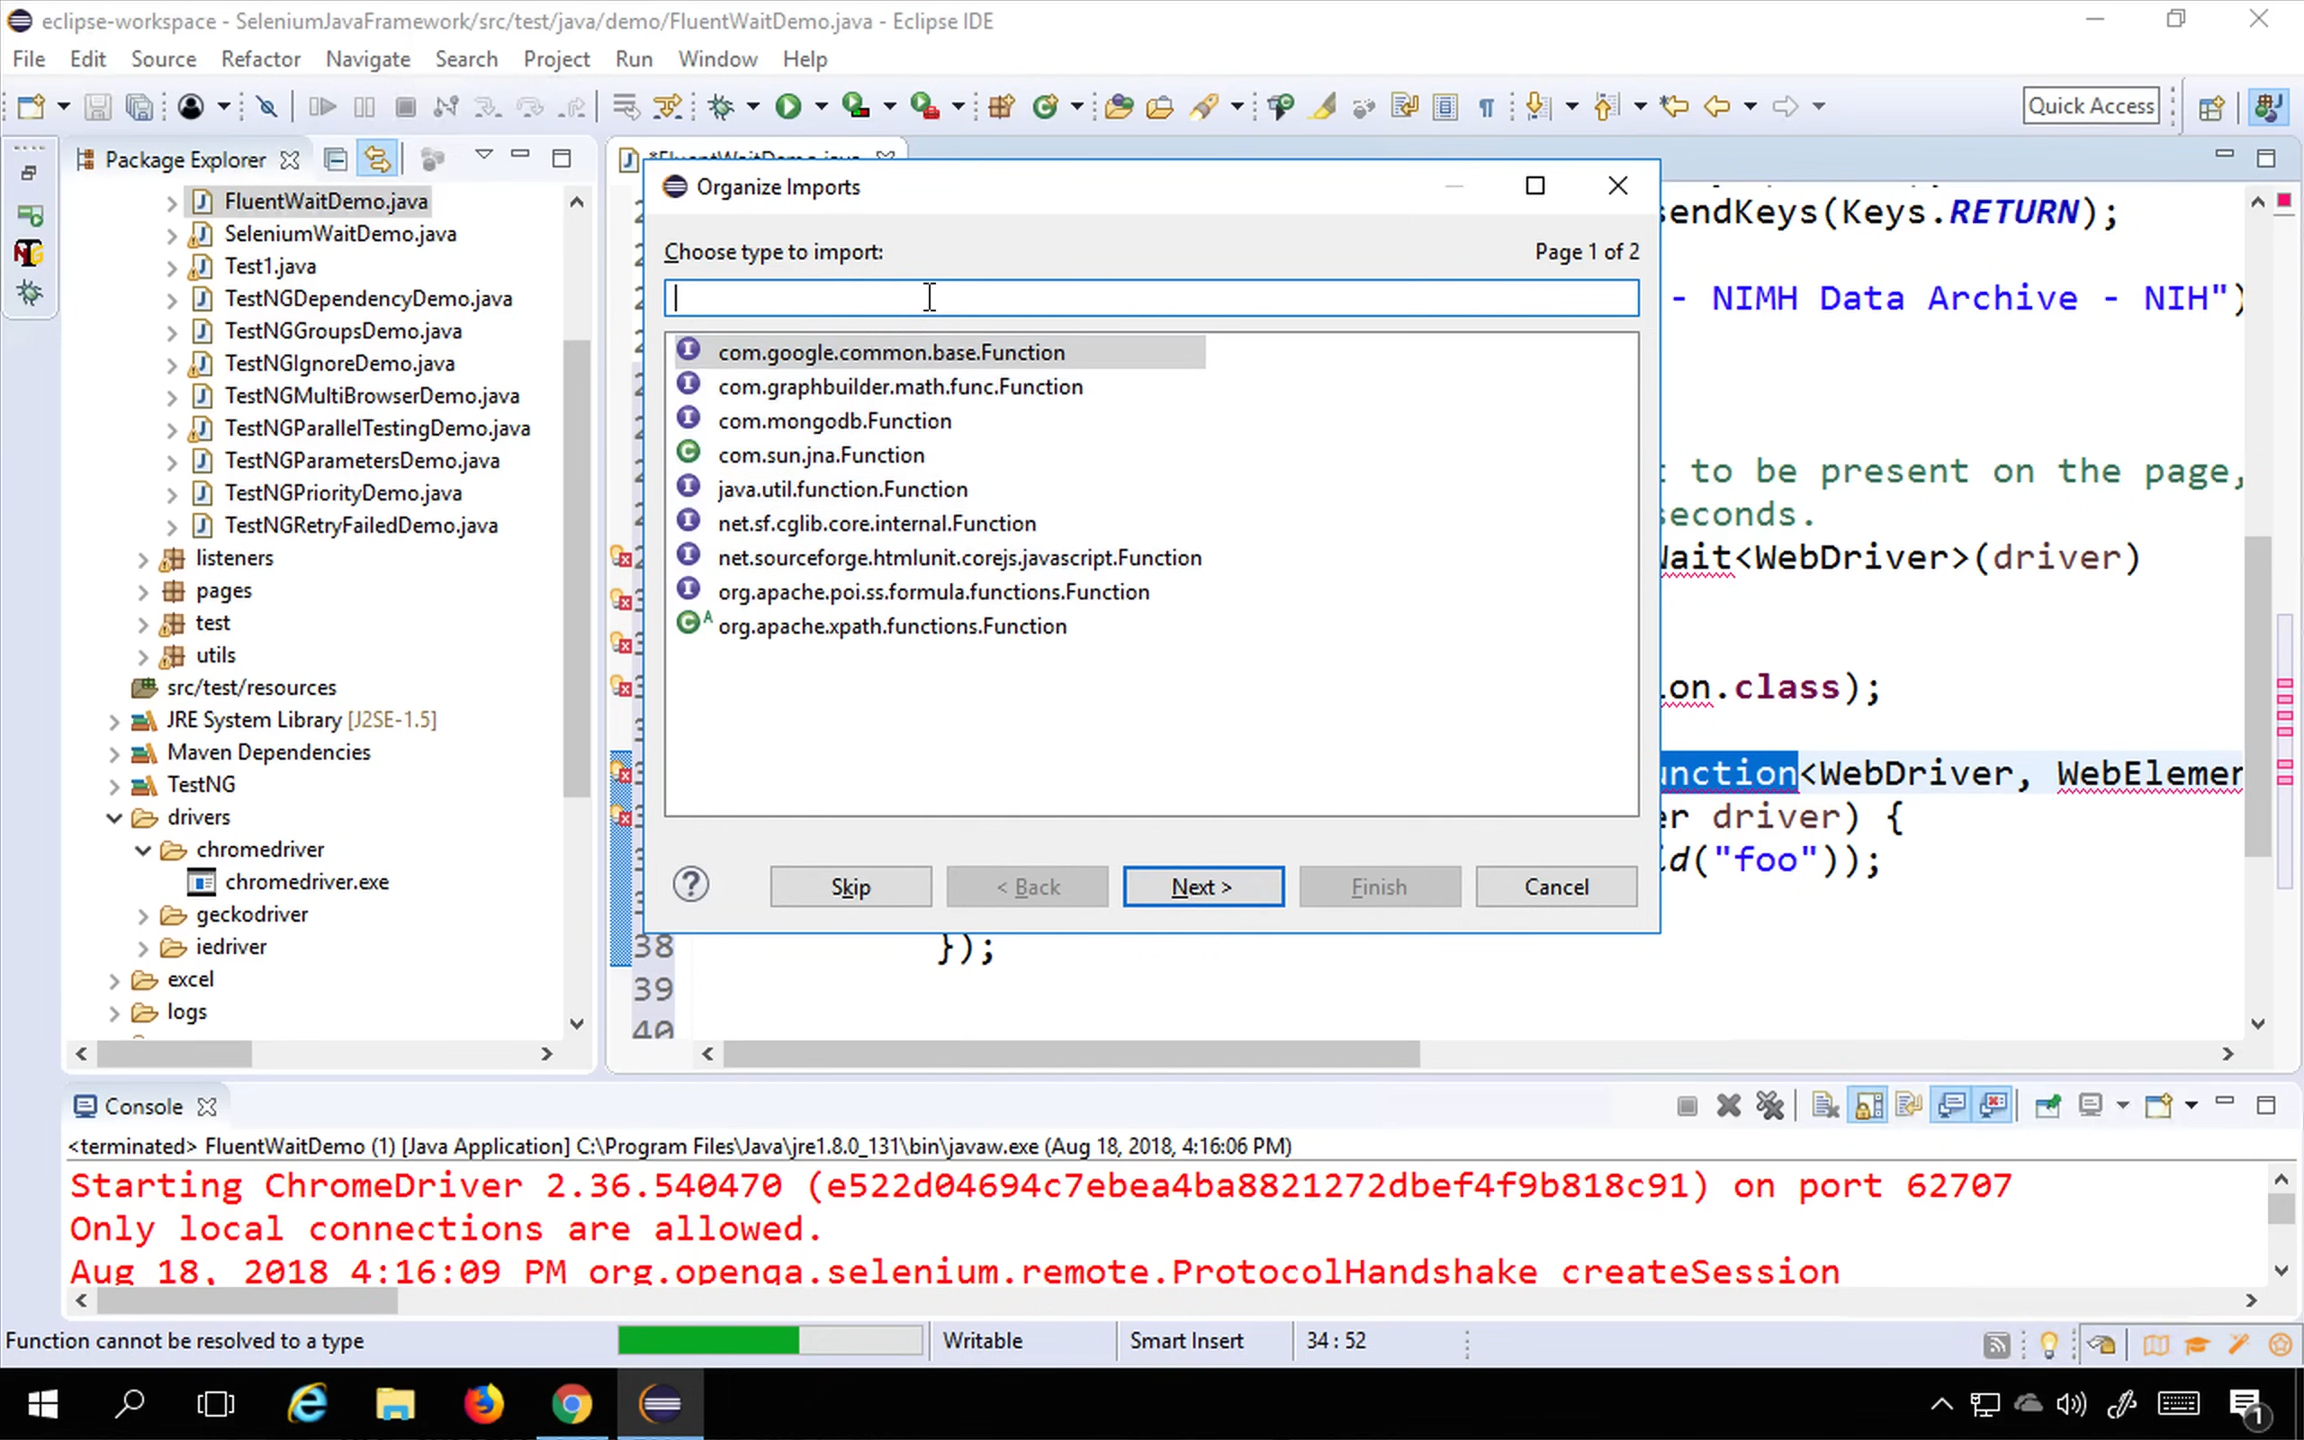 eclipse-workspace - SeleniumJavaFramework/src/test/java/demo/FluentWaitDemo.java - Eclipse IDE
File Edit Source Refactor Navigate Search Project Run Window Help
Quick Access
Package Explorer
*FluentWaitDemo.java
FluentWaitDemo.java
SeleniumWaitDemo.java
Test1.java
TestNGDependencyDemo.java
TestNGGroupsDemo.java
TestNGIgnoreDemo.java
TestNGMultiBrowserDemo.java
TestNGParallelTestingDemo.java
TestNGParametersDemo.java
TestNGPriorityDemo.java
TestNGRetryFailedDemo.java
listeners
pages
test
utils
src/test/resources
JRE System Library [J2SE-1.5]
Maven Dependencies
TestNG
drivers
chromedriver
chromedriver.exe
geckodriver
iedriver
excel
logs
Organize Imports
Choose type to import: Page 1 of 2
com.google.common.base.Function
com.graphbuilder.math.func.Function
com.mongodb.Function
com.sun.jna.Function
java.util.function.Function
net.sf.cglib.core.internal.Function
net.sourceforge.htmlunit.corejs.javascript.Function
org.apache.poi.ss.formula.functions.Function
org.apache.xpath.functions.Function
Skip < Back Next > Finish Cancel
sendKeys(Keys.RETURN);
- NIMH Data Archive - NIH")
t to be present on the page,
seconds.
Wait<WebDriver>(driver)
ion.class);
unction<WebDriver, WebElemen
er driver) {
id("foo"));
38 });
39
40
Console
<terminated> FluentWaitDemo (1) [Java Application] C:\Program Files\Java\jre1.8.0_131\bin\javaw.exe (Aug 18, 2018, 4:16:06 PM)
Starting ChromeDriver 2.36.540470 (e522d04694c7ebea4ba8821272dbef4f9b818c91) on port 62707
Only local connections are allowed.
Aug 18, 2018 4:16:09 PM org.openqa.selenium.remote.ProtocolHandshake createSession
Function cannot be resolved to a type Writable Smart Insert 34 : 52
1